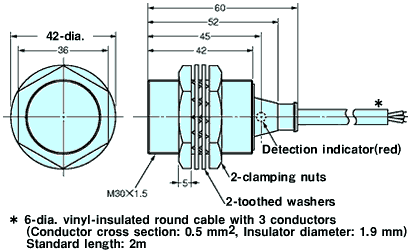 60
52
42-dia.
45
36
42
*
Detection indicator(red)
M30×1.5
5
2-clamping nuts
2-toothed washers
* 6-dia. vinyl-insulated round cable with 3 conductors
(Conductor cross section: 0.5 mm², Insulator diameter: 1.9 mm)
Standard length: 2m